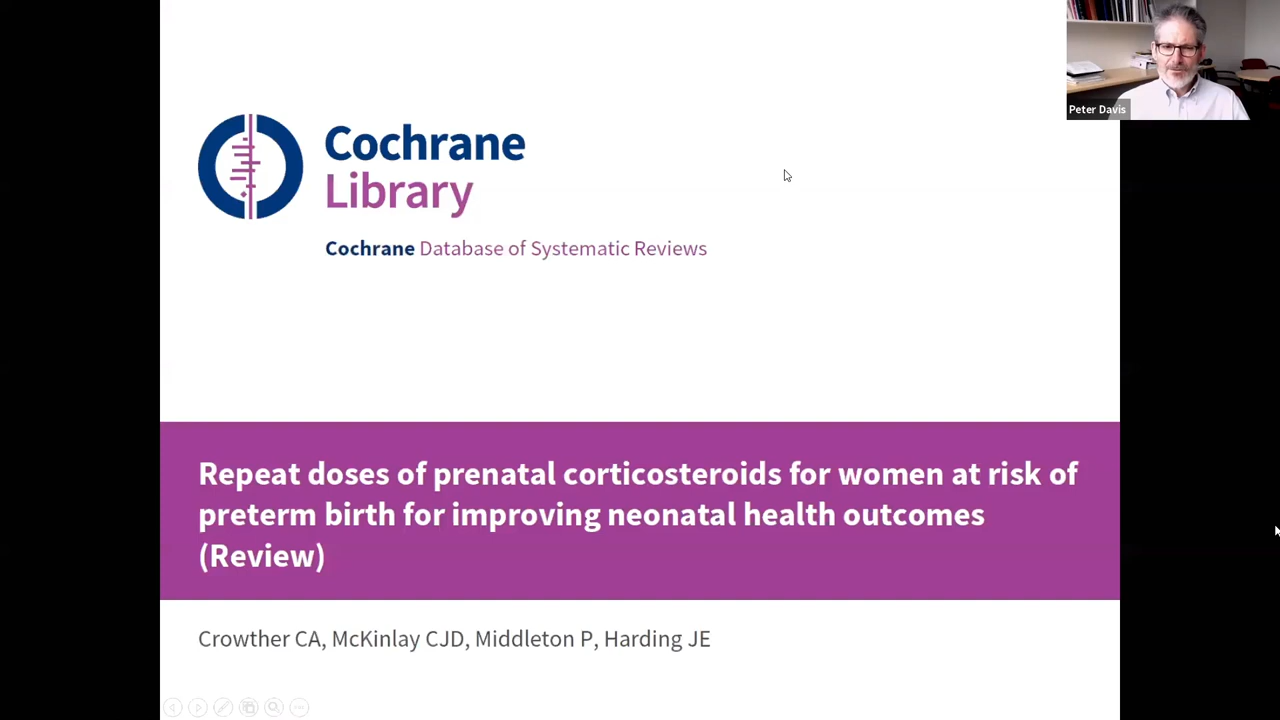 Peter Davis
Cochrane
Library
Cochrane Database of Systematic Reviews
Repeat doses of prenatal corticosteroids for women at risk of
preterm birth for improving neonatal health outcomes
(Review)
Crowther CA, McKinlay CJD, Middleton P, Harding JE